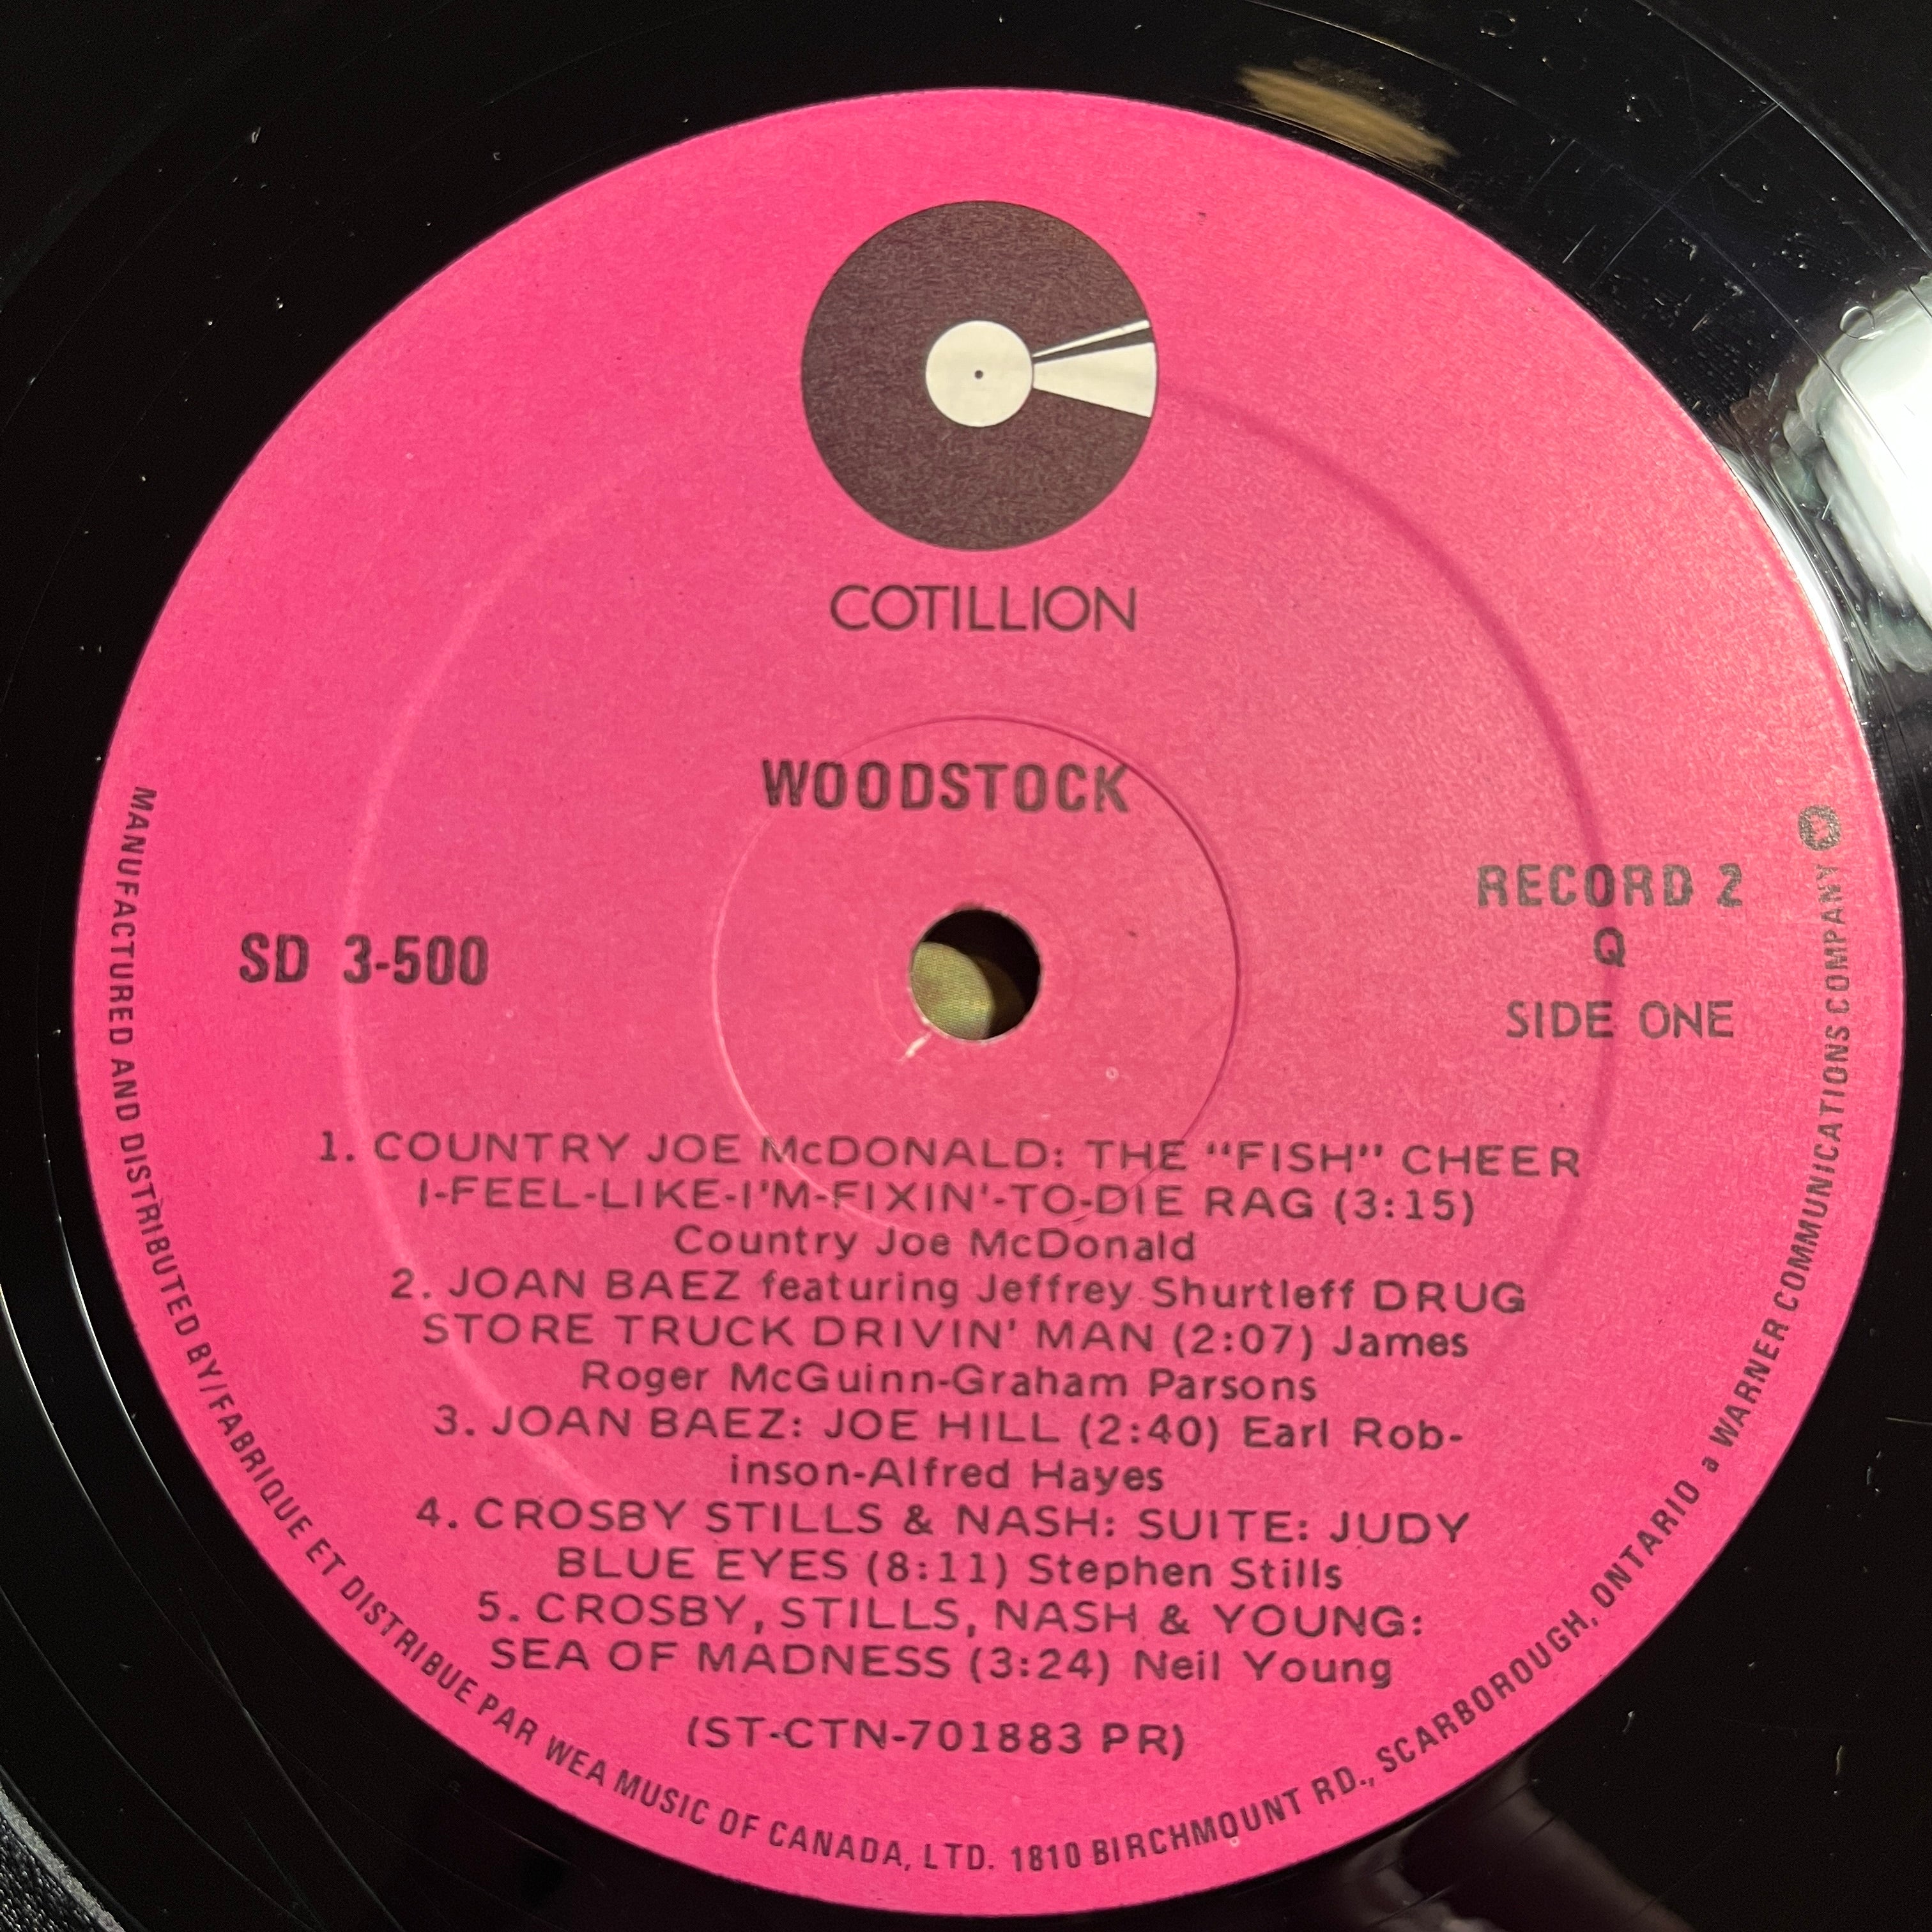 COTILLION
WOODSTOCK
RECORD 2
SD 3-500
Q
SIDE ONE
1. COUNTRY JOE McDONALD: THE "FISH" CHEER
I-FEEL-LIKE-I'M-FIXIN'-TO-DIE RAG (3:15)
Country Joe McDonald
2. JOAN BAEZ featuring Jeffrey Shurtleff DRUG
STORE TRUCK DRIVIN' MAN (2:07) James
Roger McGuinn-Graham Parsons
3. JOAN BAEZ: JOE HILL (2:40) Earl Rob-
inson-Alfred Hayes
4. CROSBY STILLS & NASH: SUITE: JUDY
BLUE EYES (8:11) Stephen Stills
5. CROSBY, STILLS, NASH & YOUNG:
SEA OF MADNESS (3:24) Neil Young
(ST-CTN-701883 PR)
MANUFACTURED AND DISTRIBUTED BY/FABRIQUE ET DISTRIBUE PAR WEA MUSIC OF CANADA, LTD. 1810 BIRCHMOUNT RD., SCARBOROUGH, ONTARIO a WARNER COMMUNICATIONS COMPANY